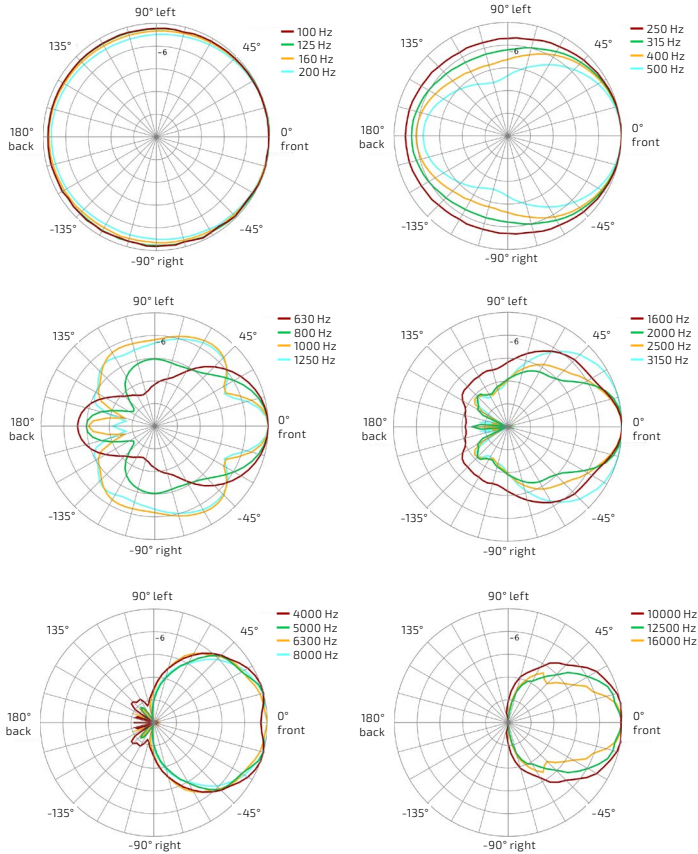 90° left
100 Hz
125 Hz
160 Hz
200 Hz
135°
45°
-6
180°
back
0°
front
-135°
-45°
-90° right
90° left
250 Hz
315 Hz
400 Hz
500 Hz
135°
45°
-6
180°
back
0°
front
-135°
-45°
-90° right
90° left
630 Hz
800 Hz
1000 Hz
1250 Hz
135°
45°
-6
180°
back
0°
front
-135°
-45°
-90° right
90° left
1600 Hz
2000 Hz
2500 Hz
3150 Hz
135°
45°
-6
180°
back
0°
front
-135°
-45°
-90° right
90° left
4000 Hz
5000 Hz
6300 Hz
8000 Hz
135°
45°
-6
180°
back
0°
front
-135°
-45°
-90° right
90° left
10000 Hz
12500 Hz
16000 Hz
135°
45°
-6
180°
back
0°
front
-135°
-45°
-90° right